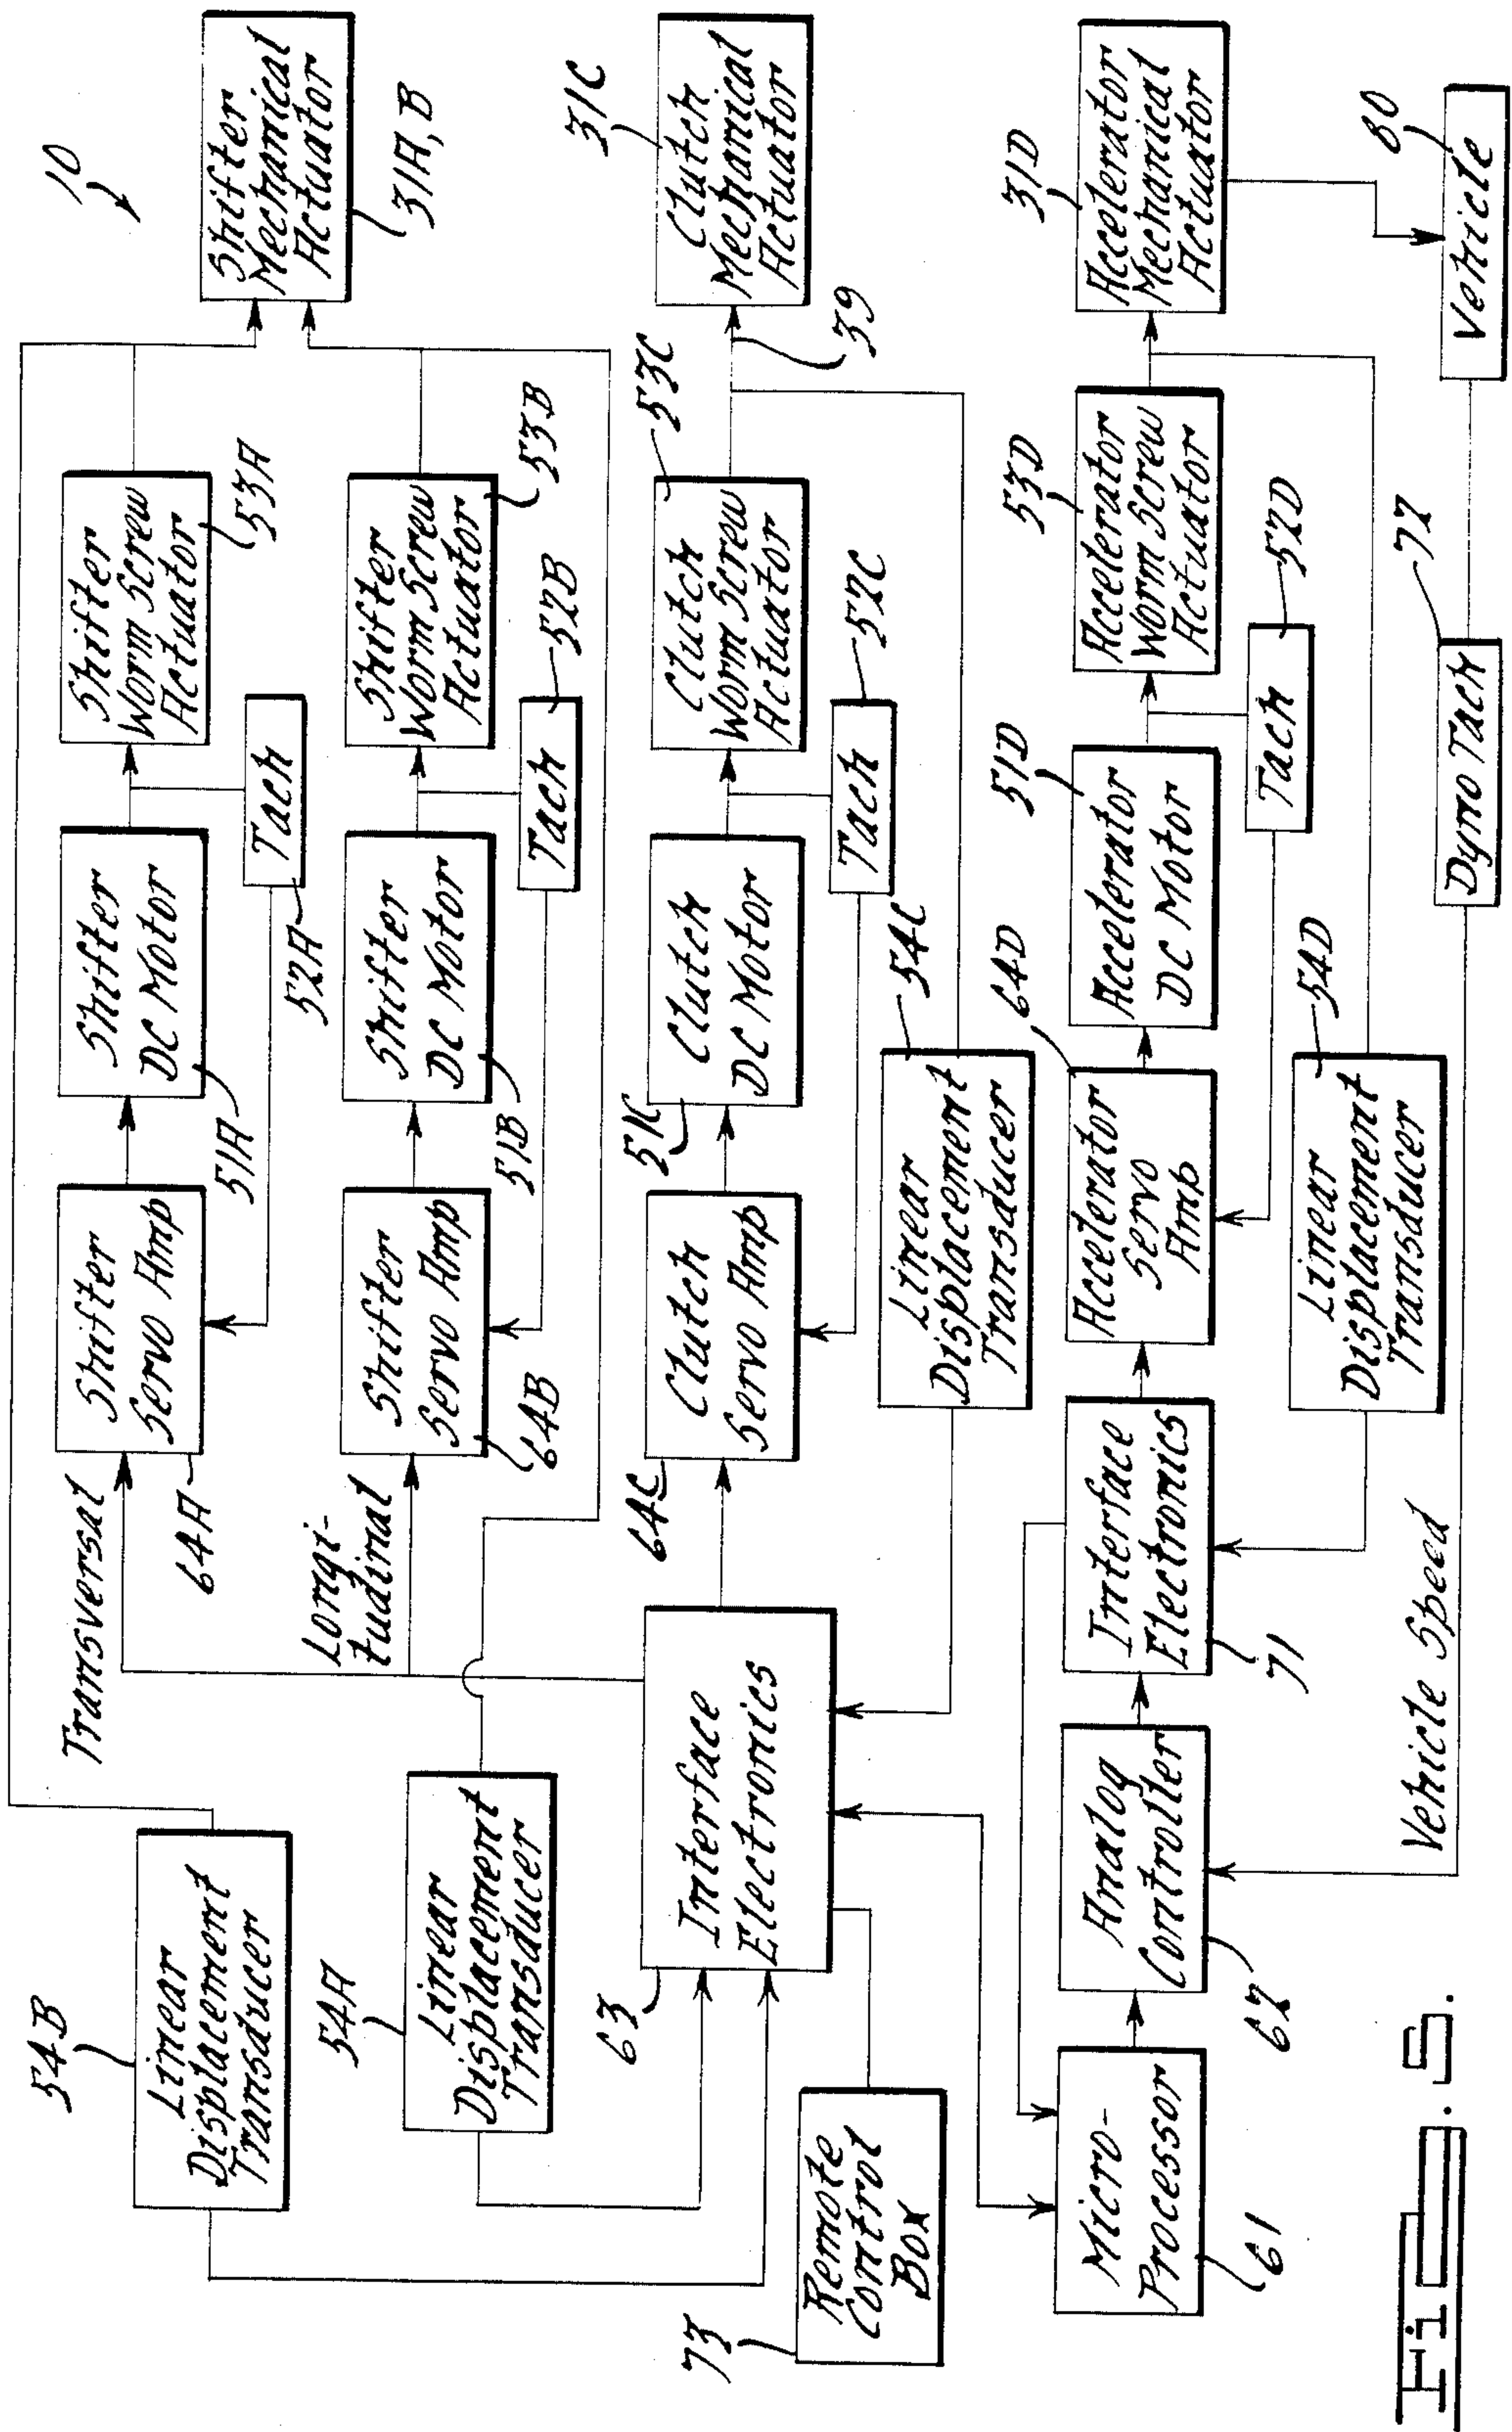 10
54B
Linear
Displacement
Transducer
54A
Linear
Displacement
Transducer
Transversal
Longi-
tudinal
Shifter
Servo Amp
64A
Shifter
DC Motor
51A
Tach
52A
Shifter
Worm Screw
Actuator
53A
Shifter
Mechanical
Actuator
31A, B
Shifter
Servo Amp
64B
Shifter
DC Motor
51B
Tach
52B
Shifter
Worm Screw
Actuator
53B
63
Interface
Electronics
64C
Clutch
Servo Amp
51C
Clutch
DC Motor
Tach
52C
53C
Clutch
Worm Screw
Actuator
39
31C
Clutch
Mechanical
Actuator
54C
Linear
Displacement
Transducer
73
Remote
Control
Box
Micro-
Processor
61
Analog
Controller
62
Interface
Electronics
71
64D
Accelerator
Servo
Amp
51D
Accelerator
DC Motor
Tach
52D
53D
Accelerator
Worm Screw
Actuator
31D
Accelerator
Mechanical
Actuator
54D
Linear
Displacement
Transducer
Vehicle Speed
72
Dyno Tach
80
Vehicle
Fig. 5.